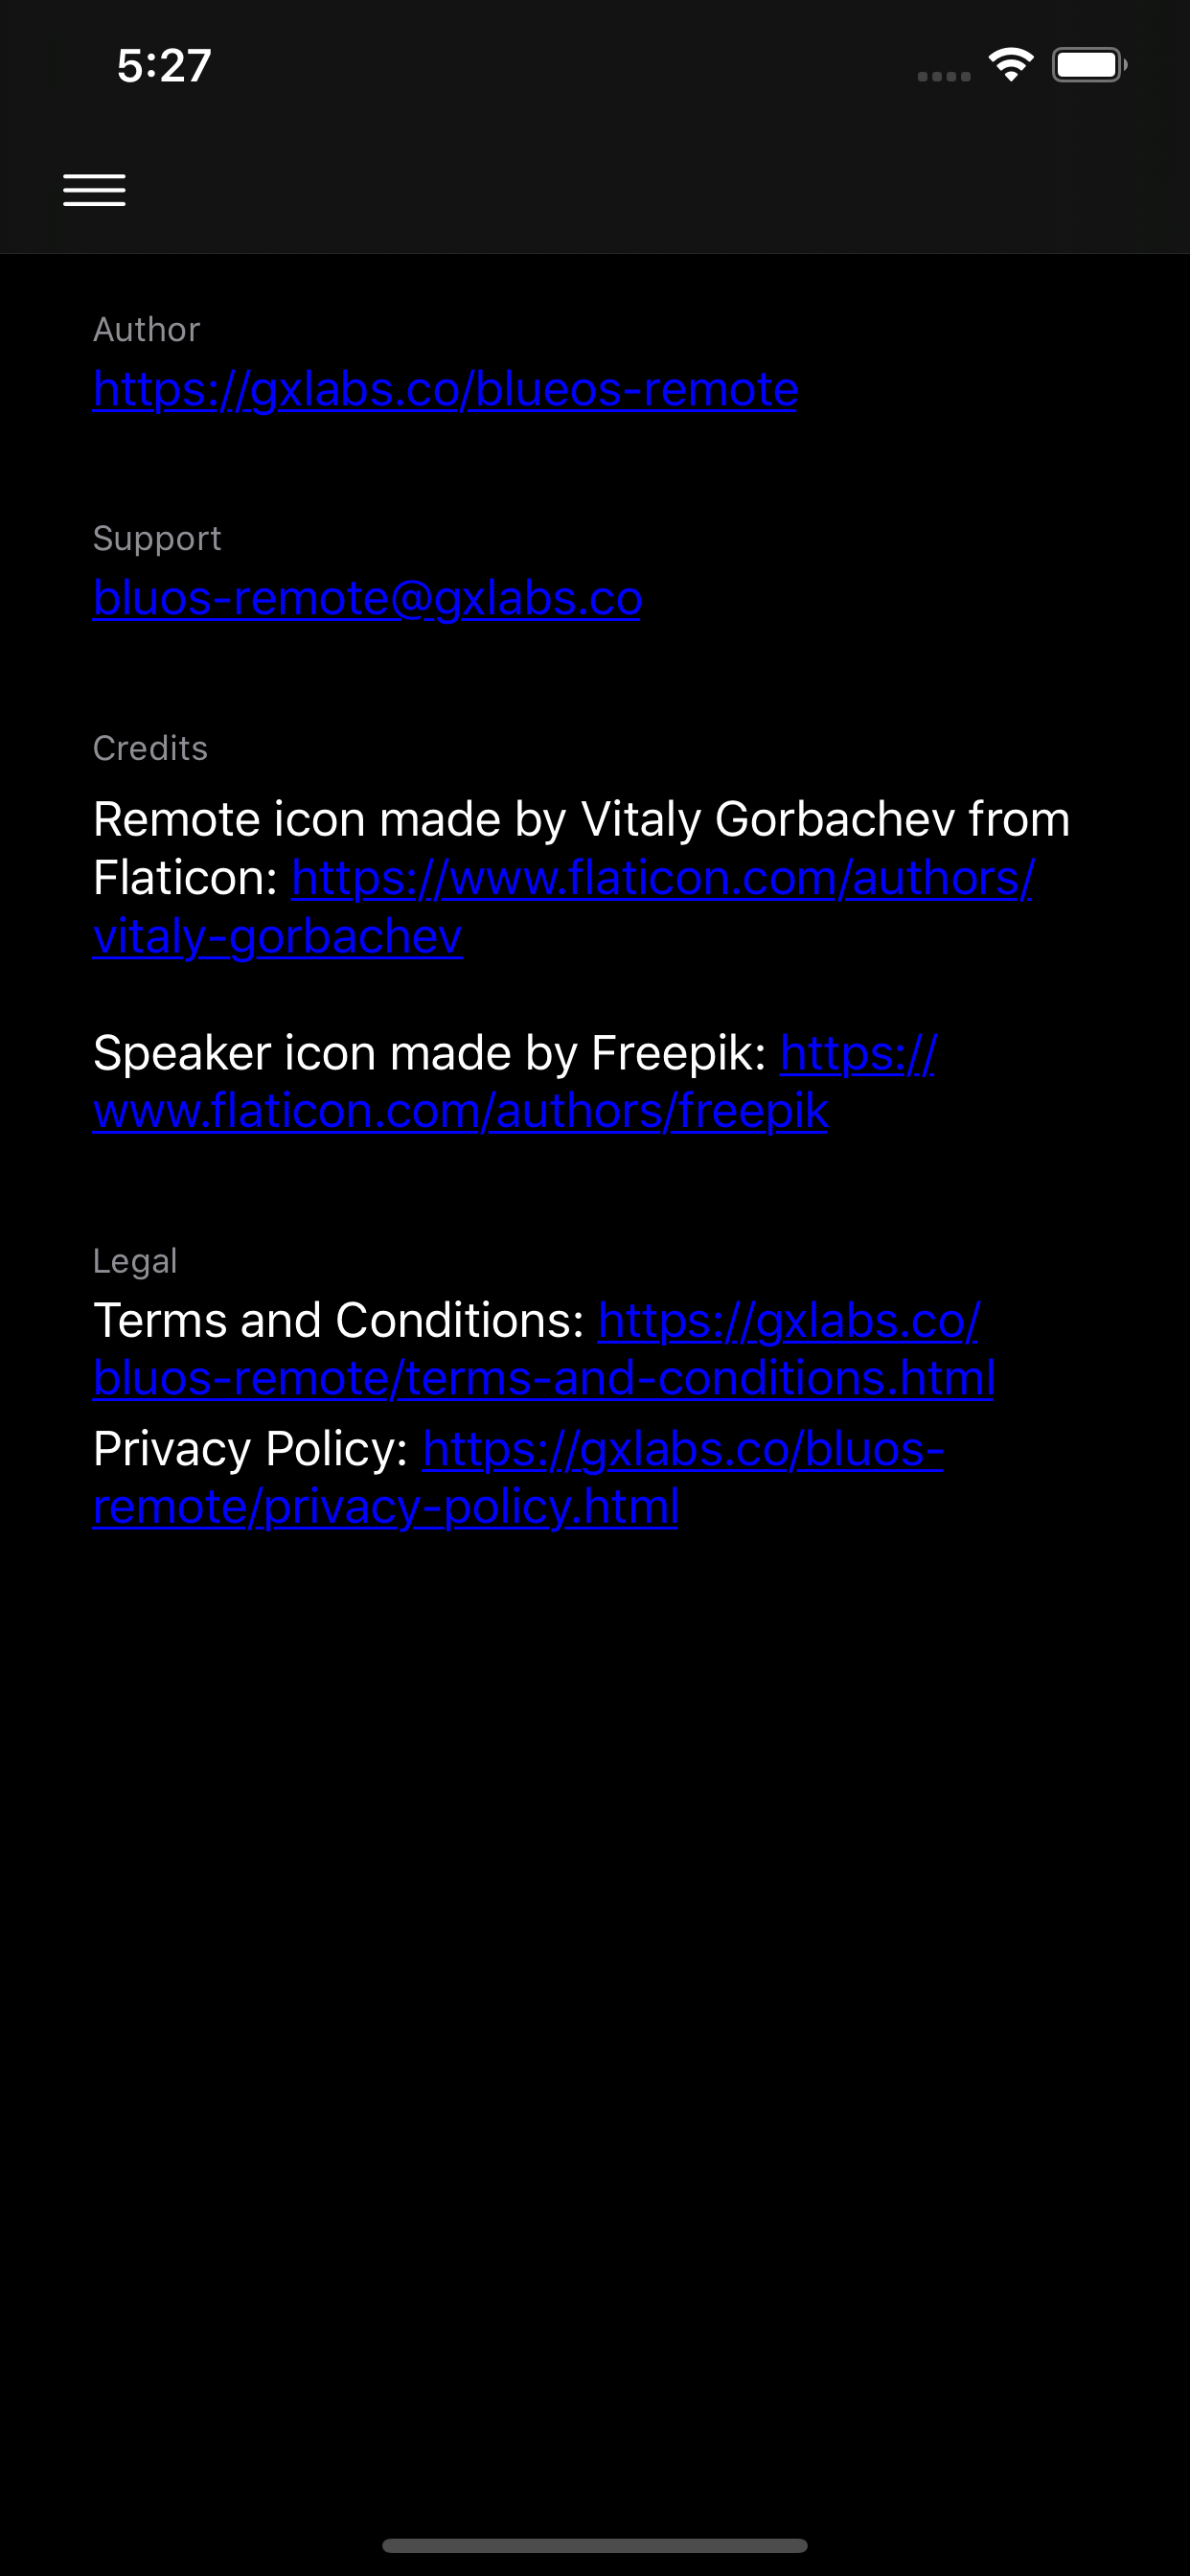 5:27
Author
https://gxlabs.co/blueos-remote
Support
bluos-remote@gxlabs.co
Credits
Remote icon made by Vitaly Gorbachev from
Flaticon: https://www.flaticon.com/authors/
vitaly-gorbachev
Speaker icon made by Freepik: https://
www.flaticon.com/authors/freepik
Legal
Terms and Conditions: https://gxlabs.co/
bluos-remote/terms-and-conditions.html
Privacy Policy: https://gxlabs.co/bluos-
remote/privacy-policy.html